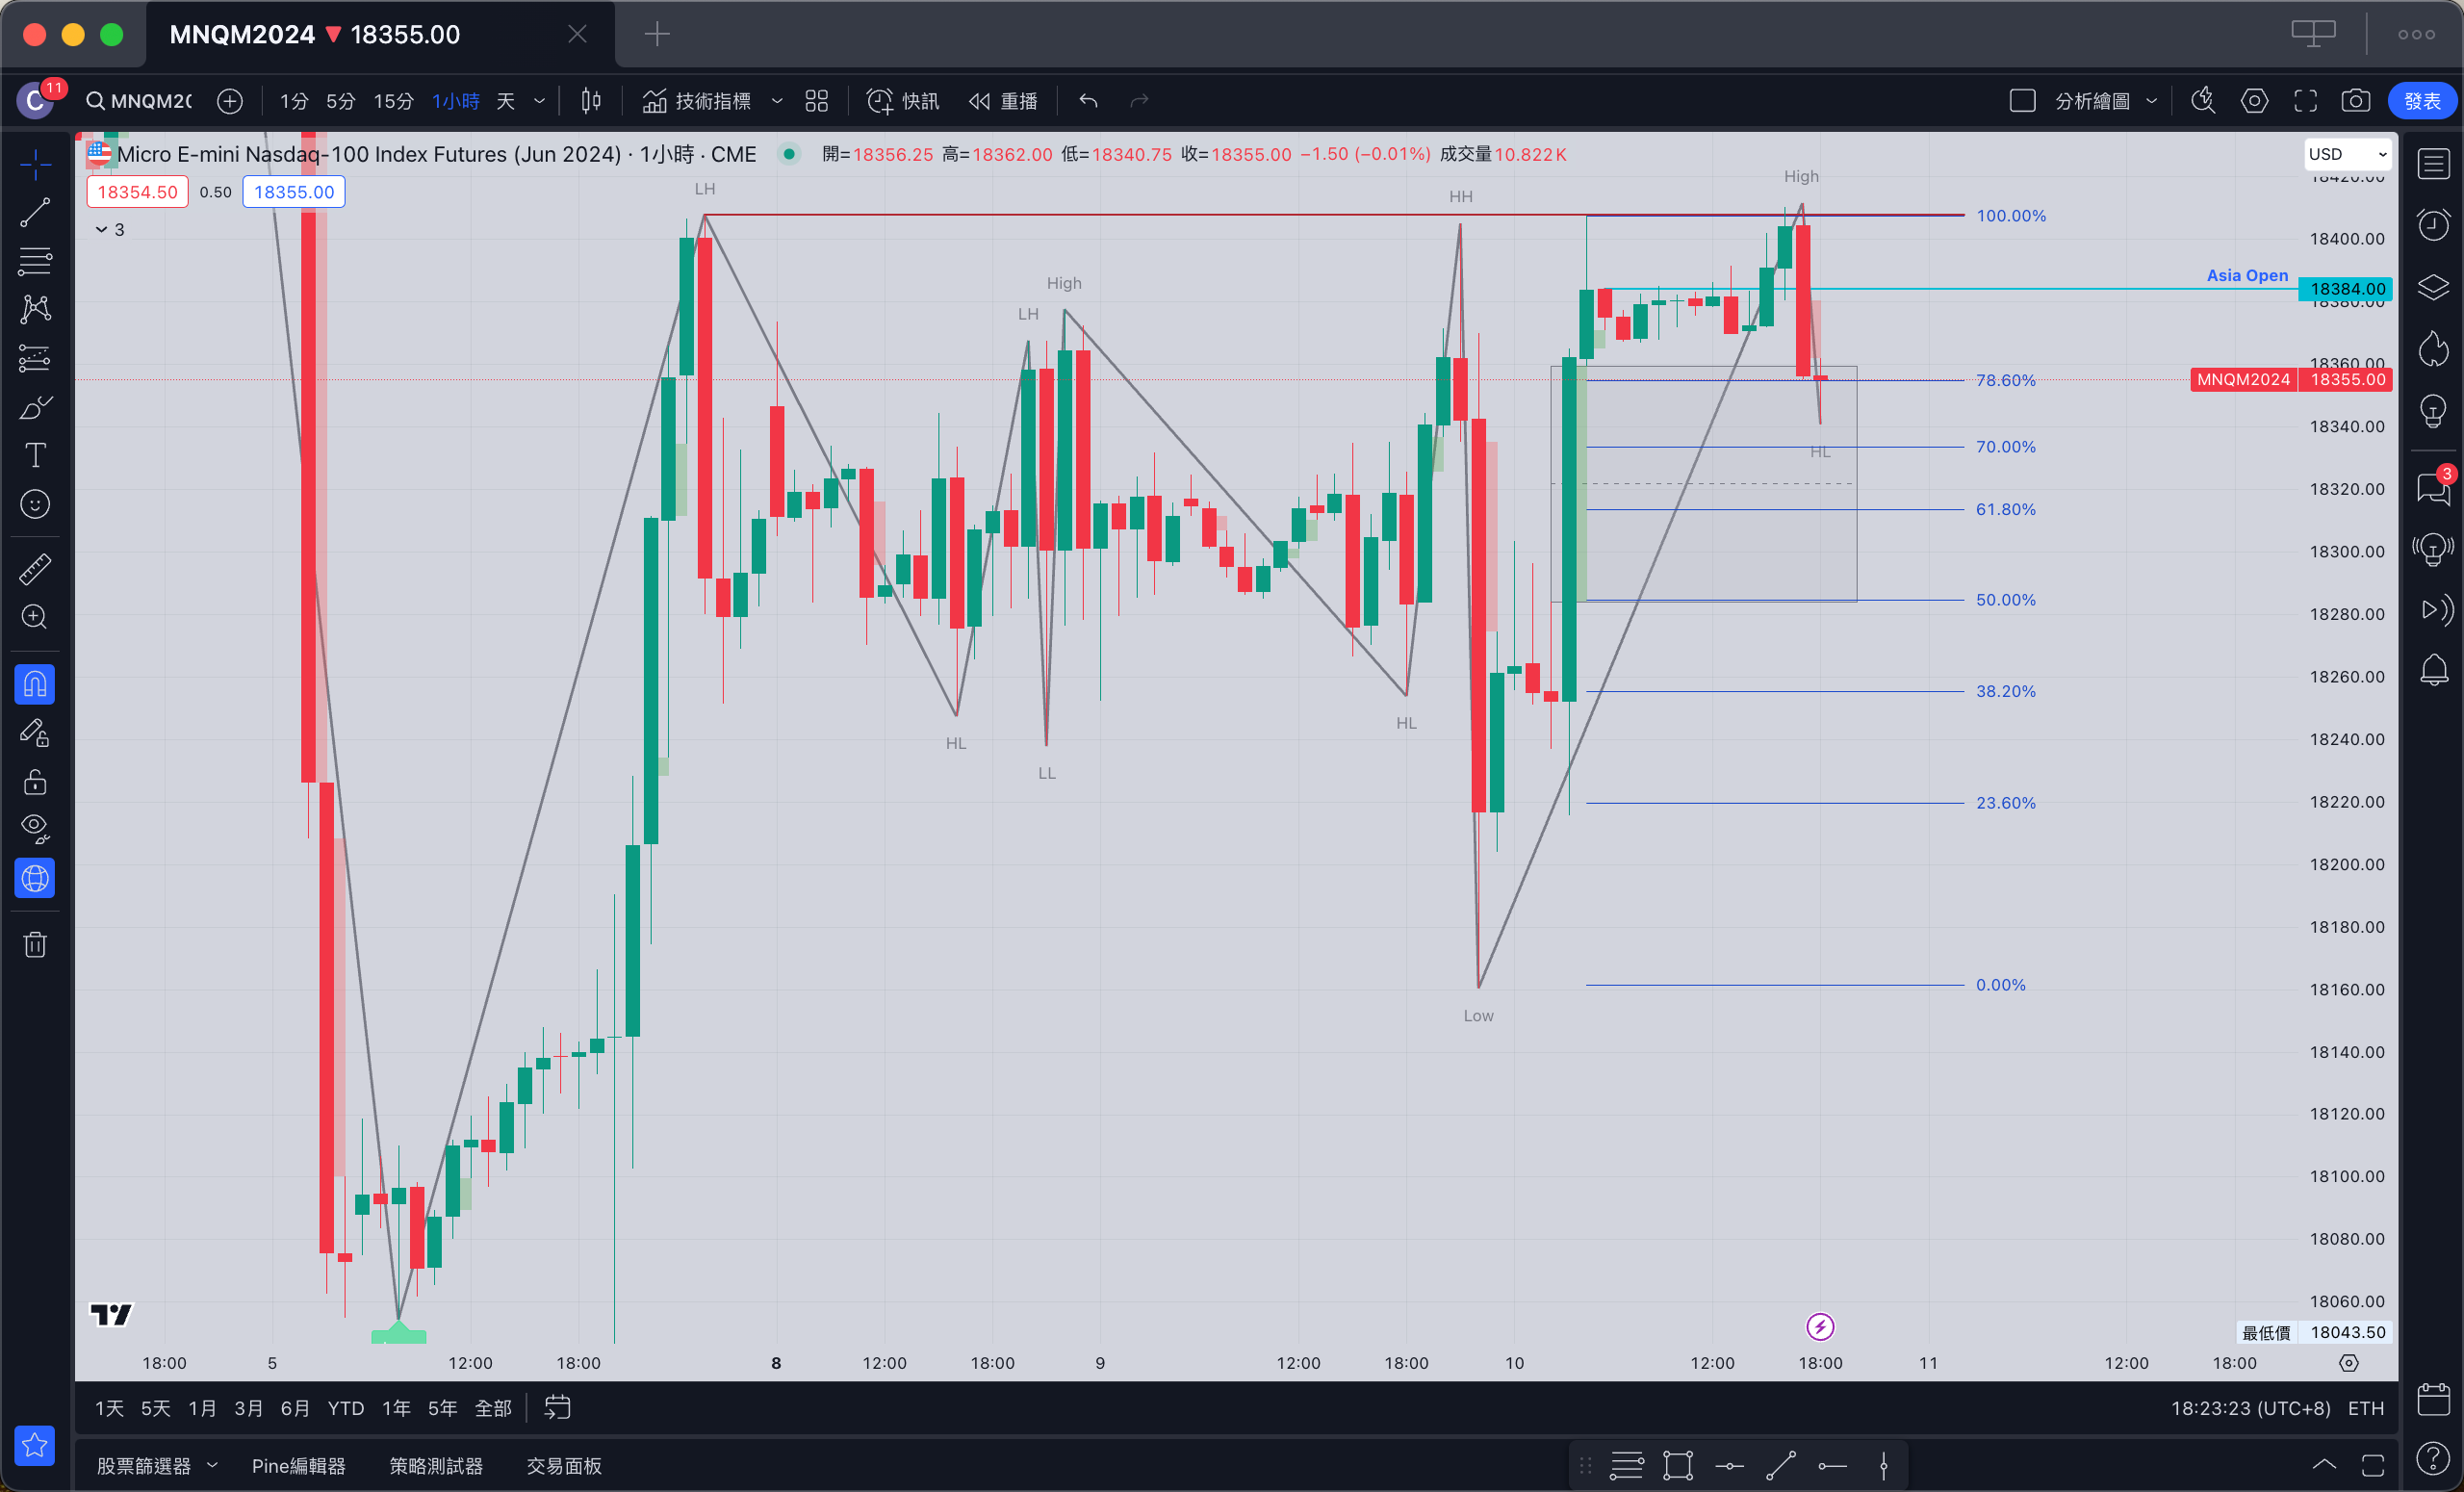 MNQM2024 ▼ 18355.00
C 11 MNQM2( 1分 5分 15分 1小時 天 技術指標 快訊 重播 分析繪圖 發表
Micro E-mini Nasdaq-100 Index Futures (Jun 2024) · 1小時 · CME 開=18356.25 高=18362.00 低=18340.75 收=18355.00 −1.50 (−0.01%) 成交量10.822K
USD
18354.50 0.50 18355.00
3
LH
HH
High
High
LH
HL
LL
HL
Low
HL
100.00%
78.60%
70.00%
61.80%
50.00%
38.20%
23.60%
0.00%
Asia Open 18384.00
MNQM2024 18355.00
18420.00
18400.00
18380.00
18360.00
18340.00
18320.00
18300.00
18280.00
18260.00
18240.00
18220.00
18200.00
18180.00
18160.00
18140.00
18120.00
18100.00
18080.00
18060.00
最低價 18043.50
3
18:00 5 12:00 18:00 8 12:00 18:00 9 12:00 18:00 10 12:00 18:00 11 12:00 18:00
1天 5天 1月 3月 6月 YTD 1年 5年 全部 18:23:23 (UTC+8) ETH
股票篩選器 Pine編輯器 策略測試器 交易面板